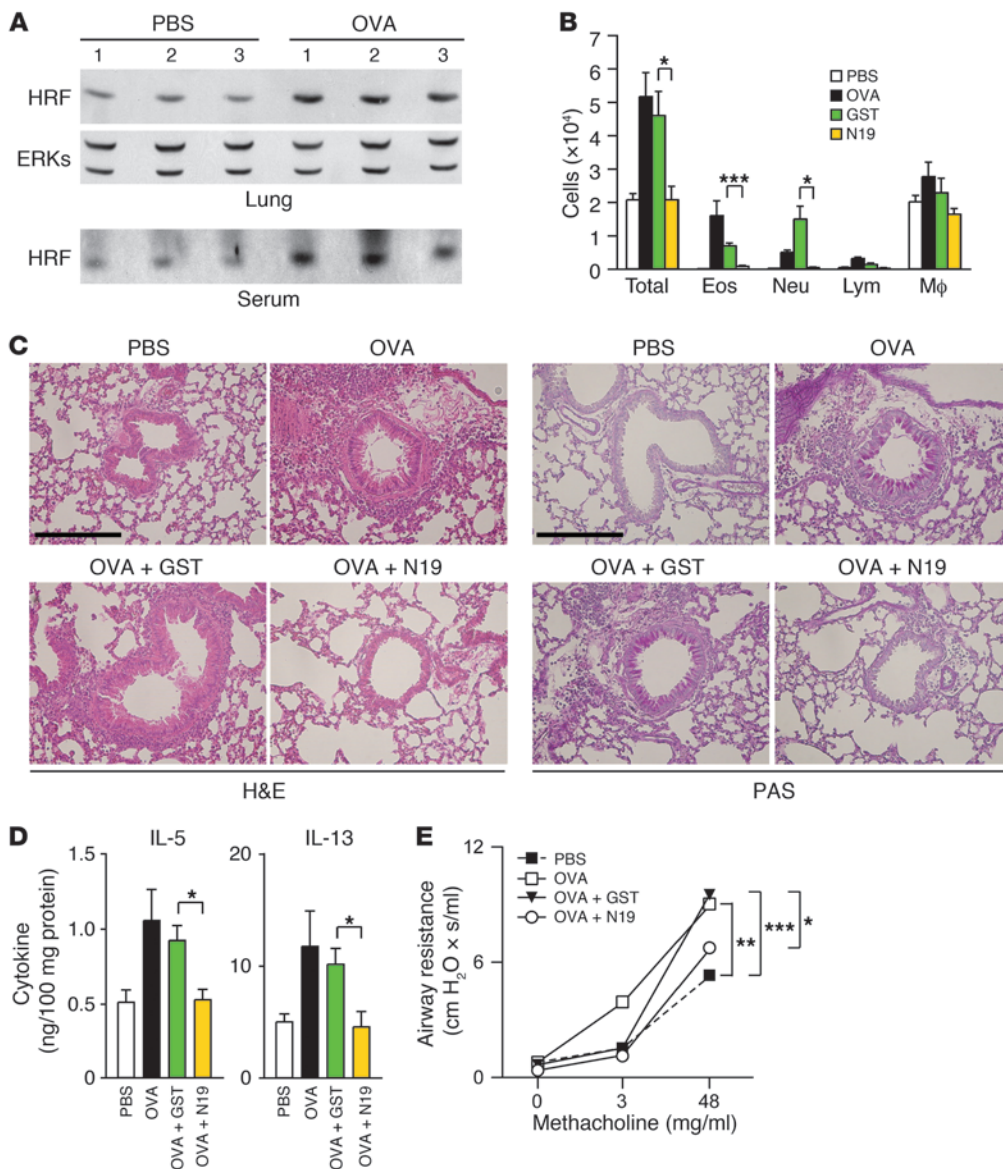 A
PBS OVA
1 2 3 1 2 3
HRF
ERKs
Lung
HRF
Serum
B
7
6
5
4
3
2
1
0
Cells (×10⁴)
*
***
*
PBS
OVA
GST
N19
Total Eos Neu Lym Mϕ
C
PBS OVA PBS OVA
OVA + GST OVA + N19 OVA + GST OVA + N19
H&E PAS
D
IL-5 IL-13
Cytokine
(ng/100 mg protein)
1.5
1.0
0.5
0
*
PBS
OVA
OVA + GST
OVA + N19
20
10
0
*
PBS
OVA
OVA + GST
OVA + N19
E
Airway resistance
(cm H₂O × s/ml)
12
6
0
PBS
OVA
OVA + GST
OVA + N19
** *** *
0 3 48
Methacholine (mg/ml)